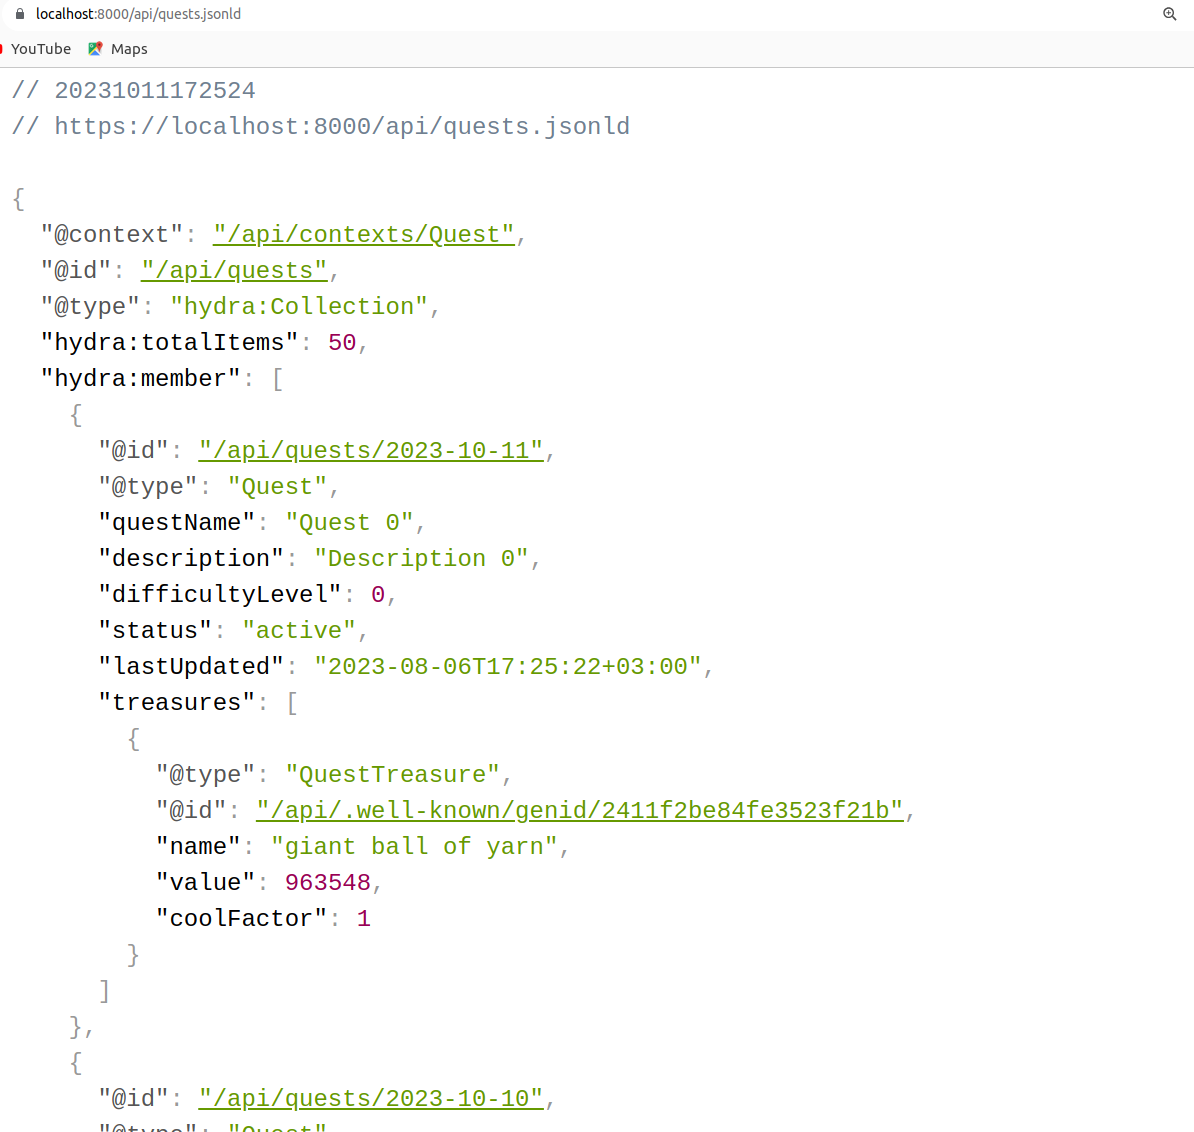 localhost:8000/api/quests.jsonld
YouTube Maps
// 20231011172524
// https://localhost:8000/api/quests.jsonld
{
"@context": "/api/contexts/Quest",
"@id": "/api/quests",
"@type": "hydra:Collection",
"hydra:totalItems": 50,
"hydra:member": [
{
"@id": "/api/quests/2023-10-11",
"@type": "Quest",
"questName": "Quest 0",
"description": "Description 0",
"difficultyLevel": 0,
"status": "active",
"lastUpdated": "2023-08-06T17:25:22+03:00",
"treasures": [
{
"@type": "QuestTreasure",
"@id": "/api/.well-known/genid/2411f2be84fe3523f21b",
"name": "giant ball of yarn",
"value": 963548,
"coolFactor": 1
}
]
},
{
"@id": "/api/quests/2023-10-10",
"@type": "Quest"